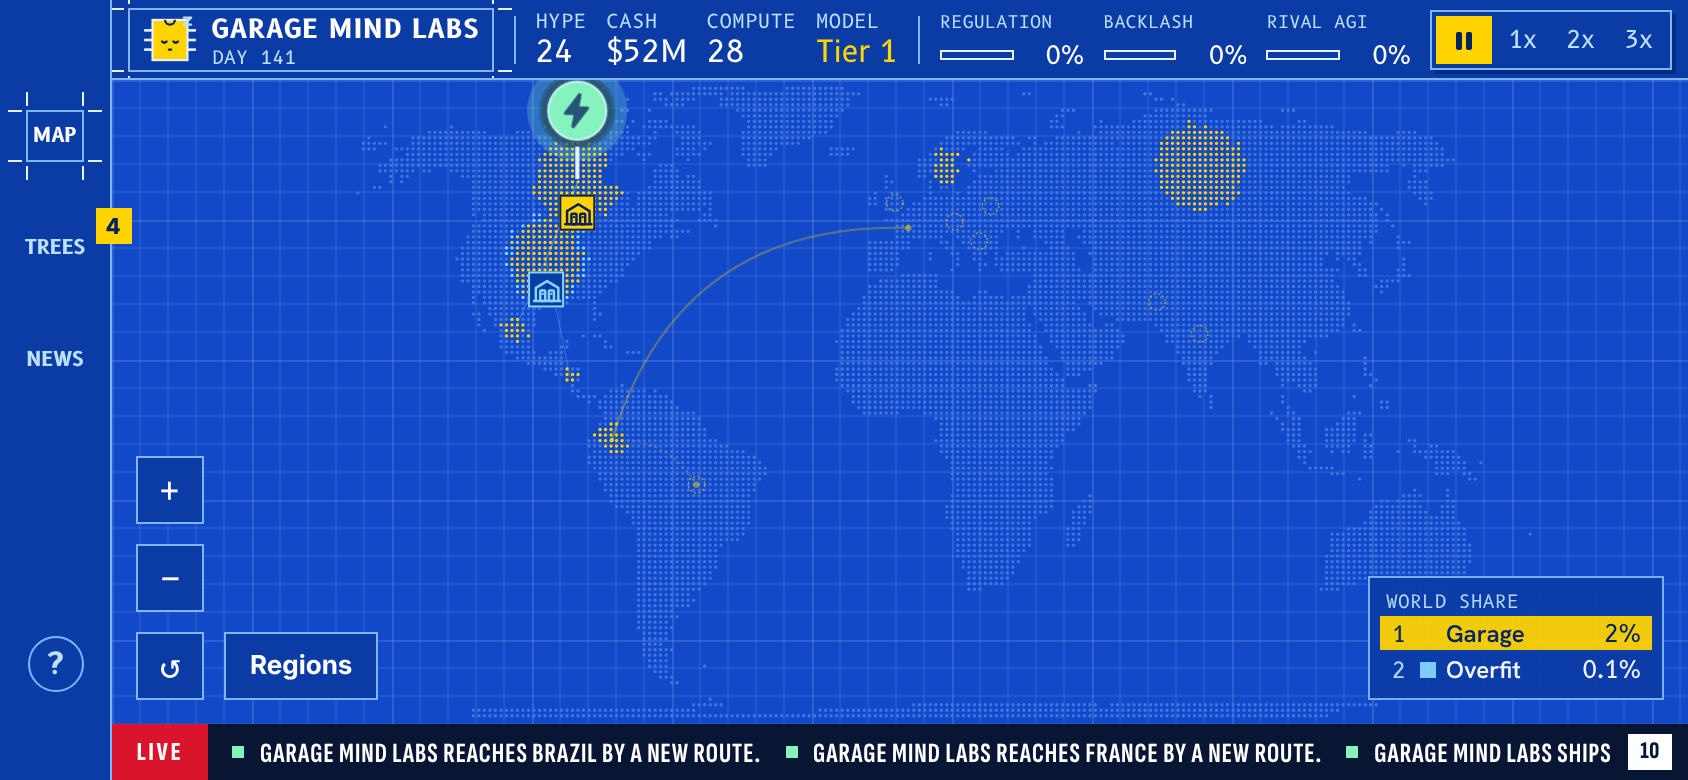 GARAGE MIND LABS
DAY 141
HYPE
24
CASH
$52M
COMPUTE
28
MODEL
Tier 1
REGULATION
0%
BACKLASH
0%
RIVAL AGI
0%
1x 2x 3x
MAP
4
TREES
NEWS
+
−
↺ Regions
?
WORLD SHARE
1 Garage 2%
2 Overfit 0.1%
LIVE GARAGE MIND LABS REACHES BRAZIL BY A NEW ROUTE. GARAGE MIND LABS REACHES FRANCE BY A NEW ROUTE. GARAGE MIND LABS SHIPS 10